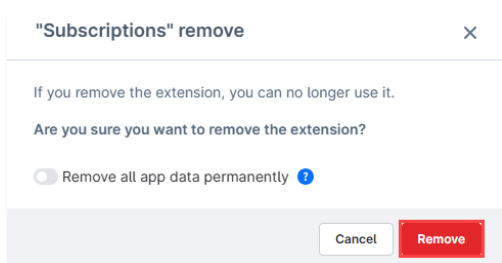 "Subscriptions" remove
If you remove the extension, you can no longer use it.
Are you sure you want to remove the extension?
Remove all app data permanently ?
Cancel Remove